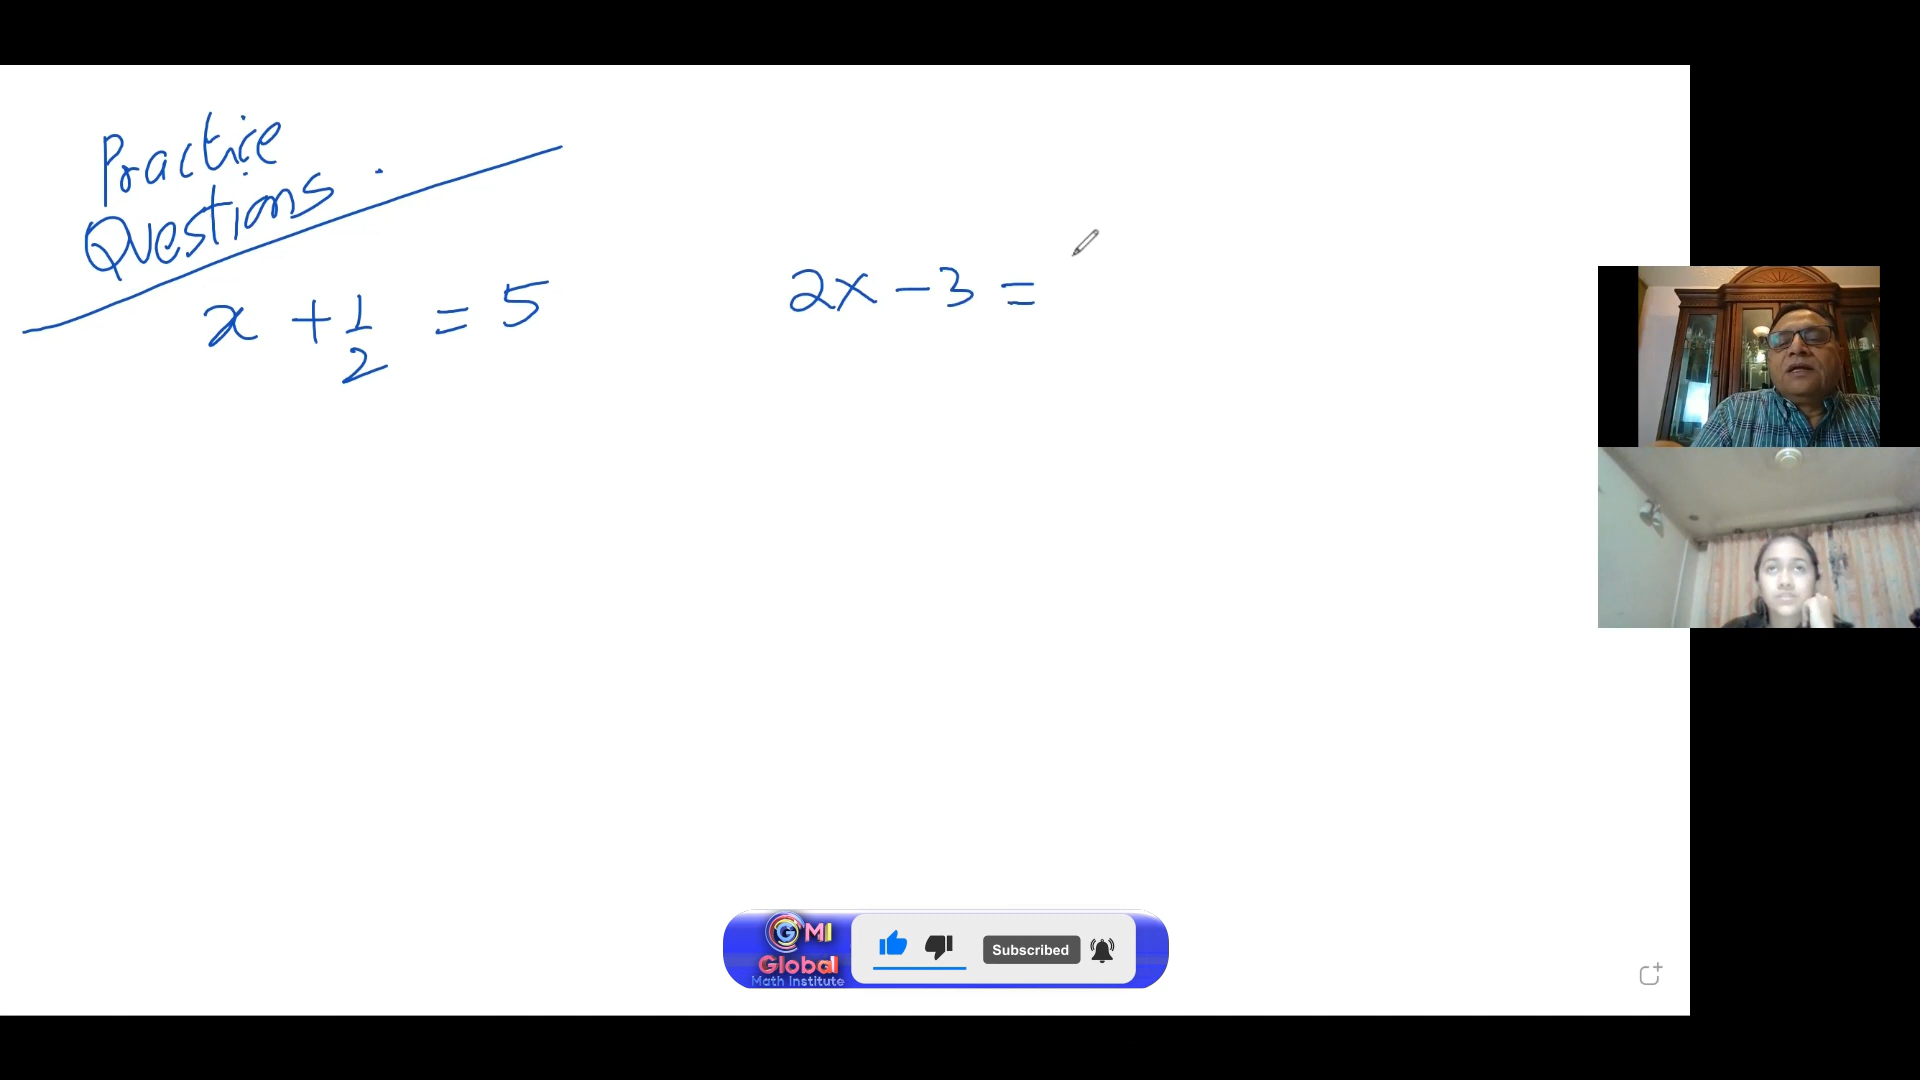 Practice
Questions.
x + 1/2 = 5
2x - 3 =
GMI
Global
Math Institute
Subscribed